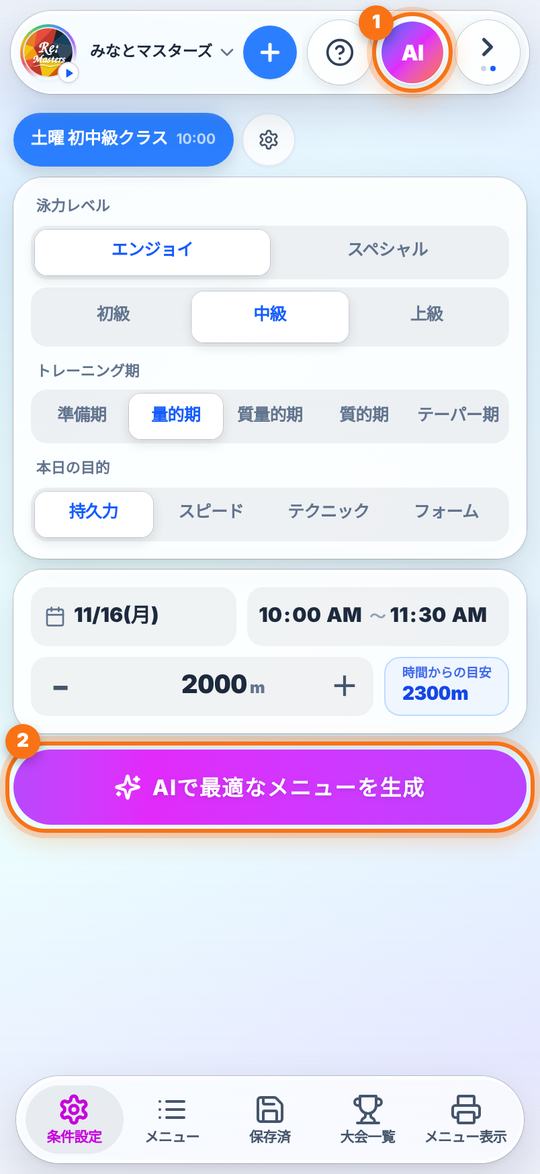 1
Re:
Masters
みなとマスターズ
AI
土曜 初中級クラス 10:00
泳力レベル
エンジョイ スペシャル
初級 中級 上級
トレーニング期
準備期 量的期 質量的期 質的期 テーパー期
本日の目的
持久力 スピード テクニック フォーム
11/16(月) 10:00 AM ～ 11:30 AM
時間からの目安
− 2000 m + 2300m
2
AIで最適なメニューを生成
条件設定 メニュー 保存済 大会一覧 メニュー表示